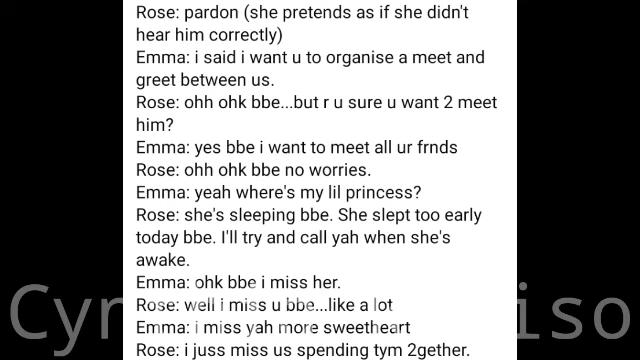 Rose: pardon (she pretends as if she didn't
hear him correctly)
Emma: i said i want u to organise a meet and
greet between us.
Rose: ohh ohk bbe...but r u sure u want 2 meet
him?
Emma: yes bbe i want to meet all ur frnds
Rose: ohh ohk bbe no worries.
Emma: yeah where's my lil princess?
Rose: she's sleeping bbe. She slept too early
today bbe. I'll try and call yah when she's
awake.
Emma: ohk bbe i miss her.
Rose: well i miss u bbe...like a lot
Emma: i miss yah more sweetheart
Rose: i juss miss us spending tym 2gether.